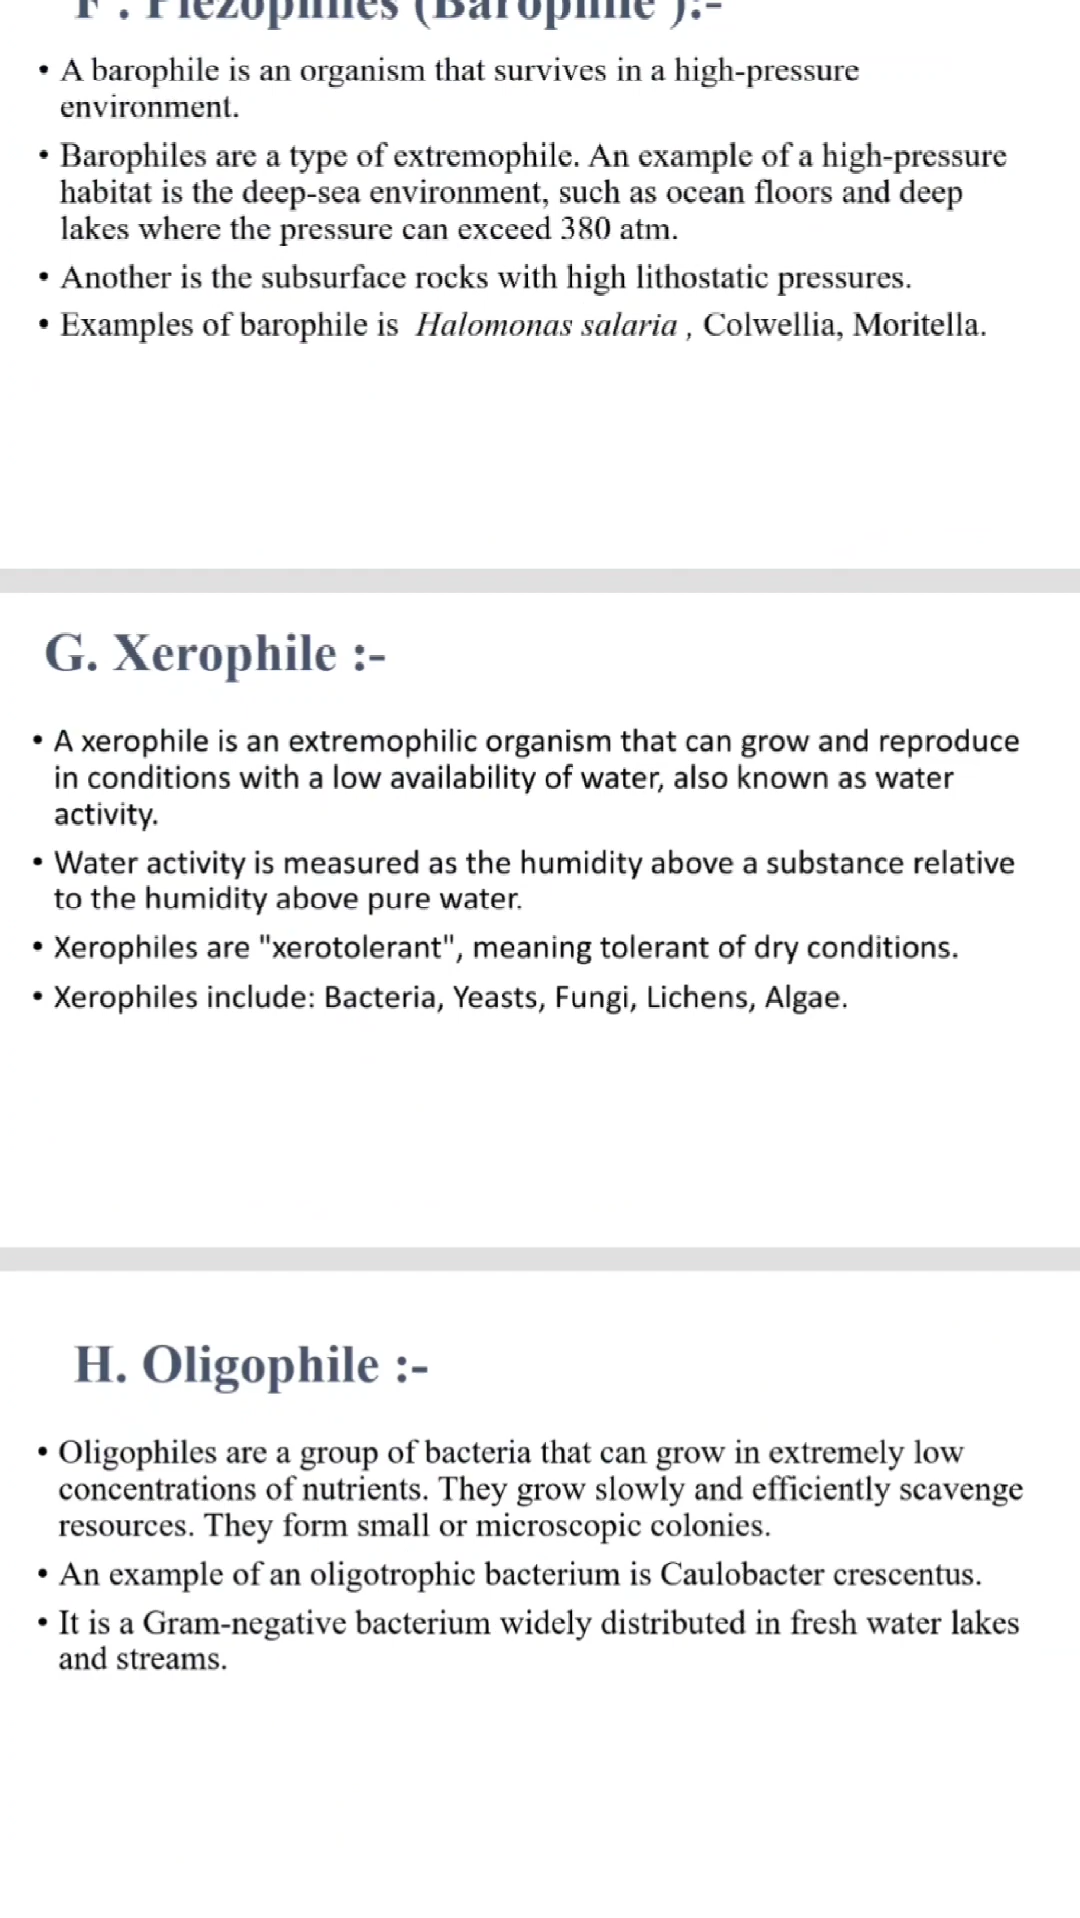 F . Piezophiles (Barophile ):-
• A barophile is an organism that survives in a high-pressure
environment.
• Barophiles are a type of extremophile. An example of a high-pressure
habitat is the deep-sea environment, such as ocean floors and deep
lakes where the pressure can exceed 380 atm.
• Another is the subsurface rocks with high lithostatic pressures.
• Examples of barophile is Halomonas salaria , Colwellia, Moritella.
G. Xerophile :-
• A xerophile is an extremophilic organism that can grow and reproduce
in conditions with a low availability of water, also known as water
activity.
• Water activity is measured as the humidity above a substance relative
to the humidity above pure water.
• Xerophiles are "xerotolerant", meaning tolerant of dry conditions.
• Xerophiles include: Bacteria, Yeasts, Fungi, Lichens, Algae.
H. Oligophile :-
• Oligophiles are a group of bacteria that can grow in extremely low
concentrations of nutrients. They grow slowly and efficiently scavenge
resources. They form small or microscopic colonies.
• An example of an oligotrophic bacterium is Caulobacter crescentus.
• It is a Gram-negative bacterium widely distributed in fresh water lakes
and streams.